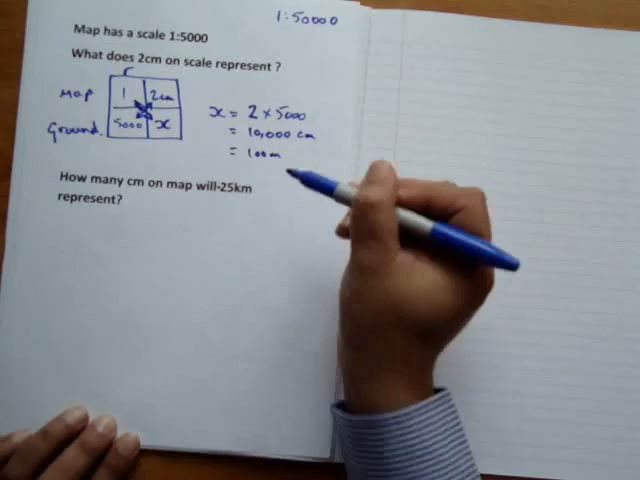 1:50000
Map has a scale 1:5000
What does 2cm on scale represent ?
Map 1 2cm
Ground. 5000 x
x = 2 x 5000
= 10,000 cm
= 100m
How many cm on map will-25km
represent?